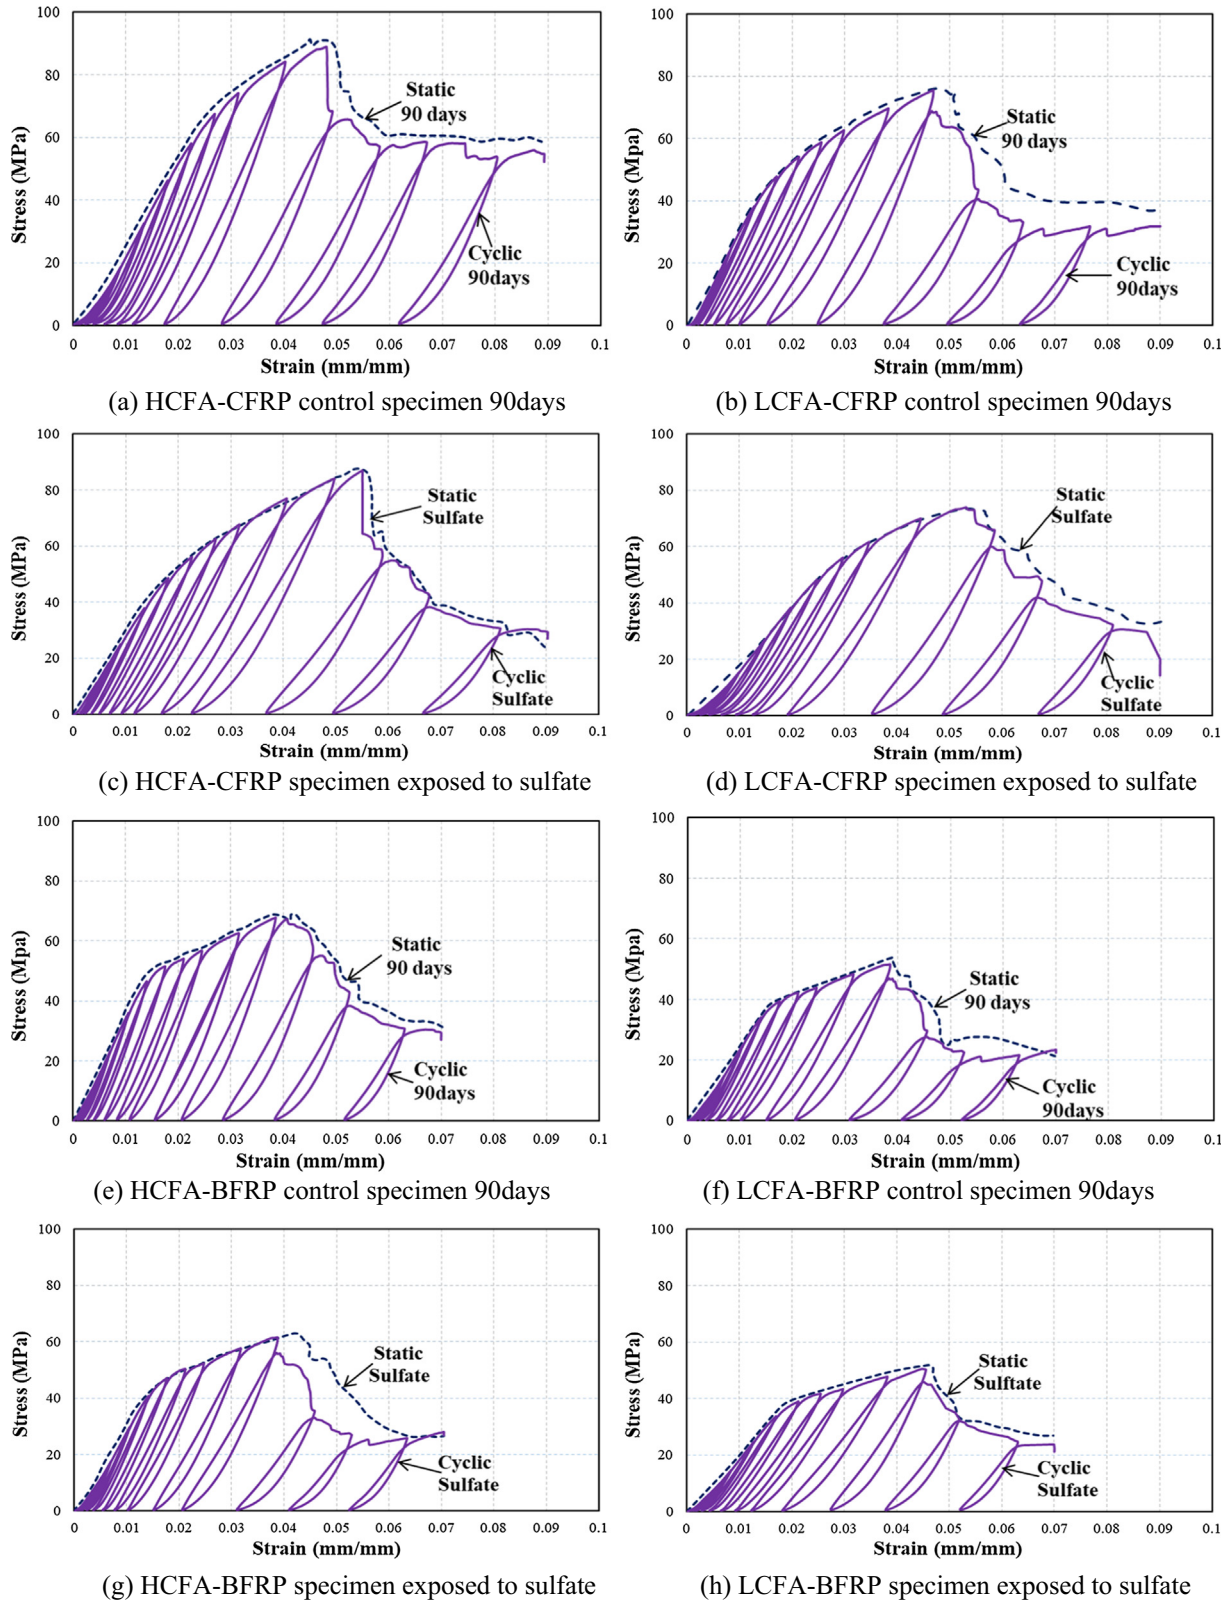 100
80
60
40
20
0
Stress (MPa)
Static
90 days
Cyclic
90days
0 0.01 0.02 0.03 0.04 0.05 0.06 0.07 0.08 0.09 0.1
Strain (mm/mm)
(a) HCFA-CFRP control specimen 90days
100
80
60
40
20
0
Stress (Mpa)
Static
90 days
Cyclic
90days
0 0.01 0.02 0.03 0.04 0.05 0.06 0.07 0.08 0.09 0.1
Strain (mm/mm)
(b) LCFA-CFRP control specimen 90days
100
80
60
40
20
0
Stress (MPa)
Static
Sulfate
Cyclic
Sulfate
0 0.01 0.02 0.03 0.04 0.05 0.06 0.07 0.08 0.09 0.1
Strain (mm/mm)
(c) HCFA-CFRP specimen exposed to sulfate
100
80
60
40
20
0
Stress (MPa)
Static
Sulfate
Cyclic
Sulfate
0 0.01 0.02 0.03 0.04 0.05 0.06 0.07 0.08 0.09 0.1
Strain (mm/mm)
(d) LCFA-CFRP specimen exposed to sulfate
100
80
60
40
20
0
Stress (Mpa)
Static
90 days
Cyclic
90days
0 0.01 0.02 0.03 0.04 0.05 0.06 0.07 0.08 0.09 0.1
Strain (mm/mm)
(e) HCFA-BFRP control specimen 90days
100
80
60
40
20
0
Stress (Mpa)
Static
90 days
Cyclic
90days
0 0.01 0.02 0.03 0.04 0.05 0.06 0.07 0.08 0.09 0.1
Strain (mm/mm)
(f) LCFA-BFRP control specimen 90days
100
80
60
40
20
0
Stress (MPa)
Static
Sulfate
Cyclic
Sulfate
0 0.01 0.02 0.03 0.04 0.05 0.06 0.07 0.08 0.09 0.1
Strain (mm/mm)
(g) HCFA-BFRP specimen exposed to sulfate
100
80
60
40
20
0
Stress (MPa)
Static
Sulftate
Cyclic
Sulfate
0 0.01 0.02 0.03 0.04 0.05 0.06 0.07 0.08 0.09 0.1
Strain (mm/mm)
(h) LCFA-BFRP specimen exposed to sulfate